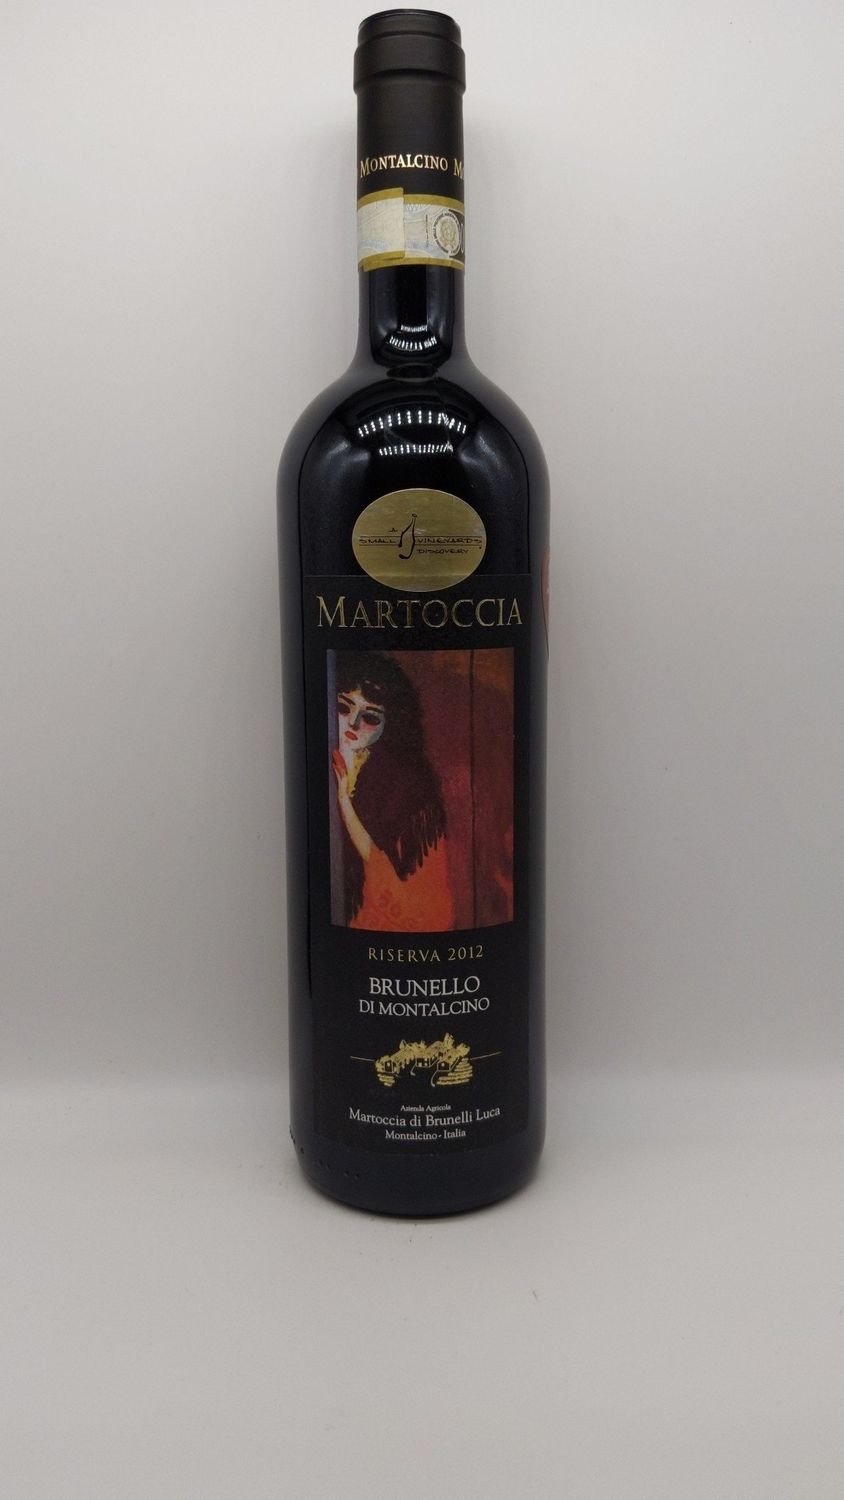 MONTALCINO M
A
SMALL VINEYARDS
DISCOVERY
MARTOCCIA
RISERVA 2012
BRUNELLO
DI MONTALCINO
Azienda Agricola
Martoccia di Brunelli Luca
Montalcino - Italia